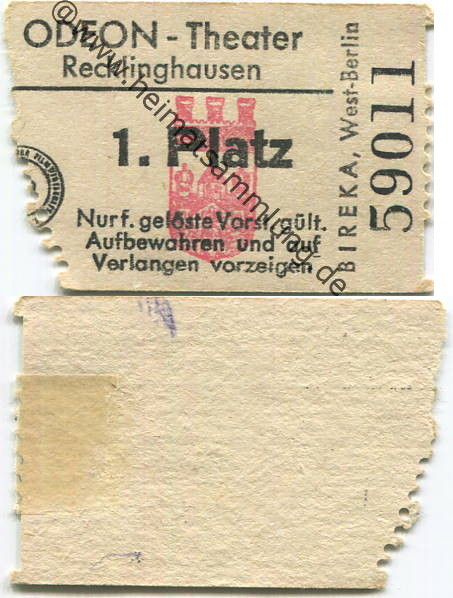 ODEON - Theater
Recklinghausen
1. Platz
Nur f. gelöste Vorst. gült.
Aufbewahren und auf
Verlangen vorzeigen.
BIREKA, West-Berlin
59011
@www.heimatsammlung.de